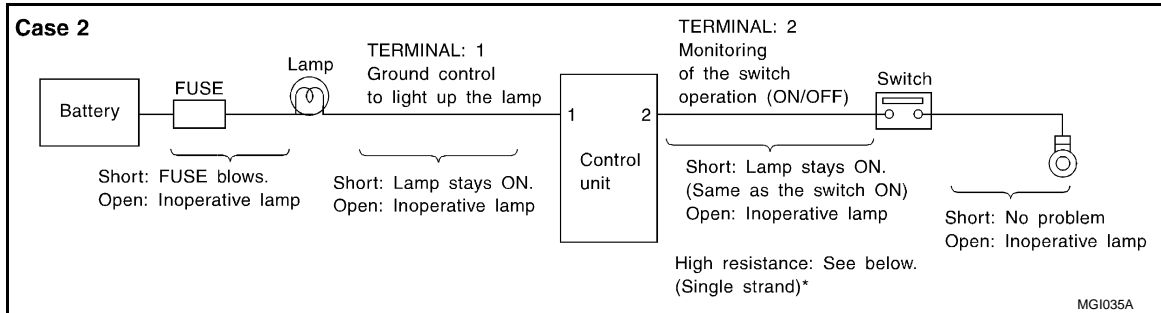 Case 2
Battery
FUSE
Lamp
TERMINAL: 1
Ground control
to light up the lamp
1
2
Control
unit
TERMINAL: 2
Monitoring
of the switch
operation (ON/OFF)
Switch
Short: FUSE blows.
Open: Inoperative lamp
Short: Lamp stays ON.
Open: Inoperative lamp
Short: Lamp stays ON.
(Same as the switch ON)
Open: Inoperative lamp
High resistance: See below.
(Single strand)*
Short: No problem
Open: Inoperative lamp
MGI035A